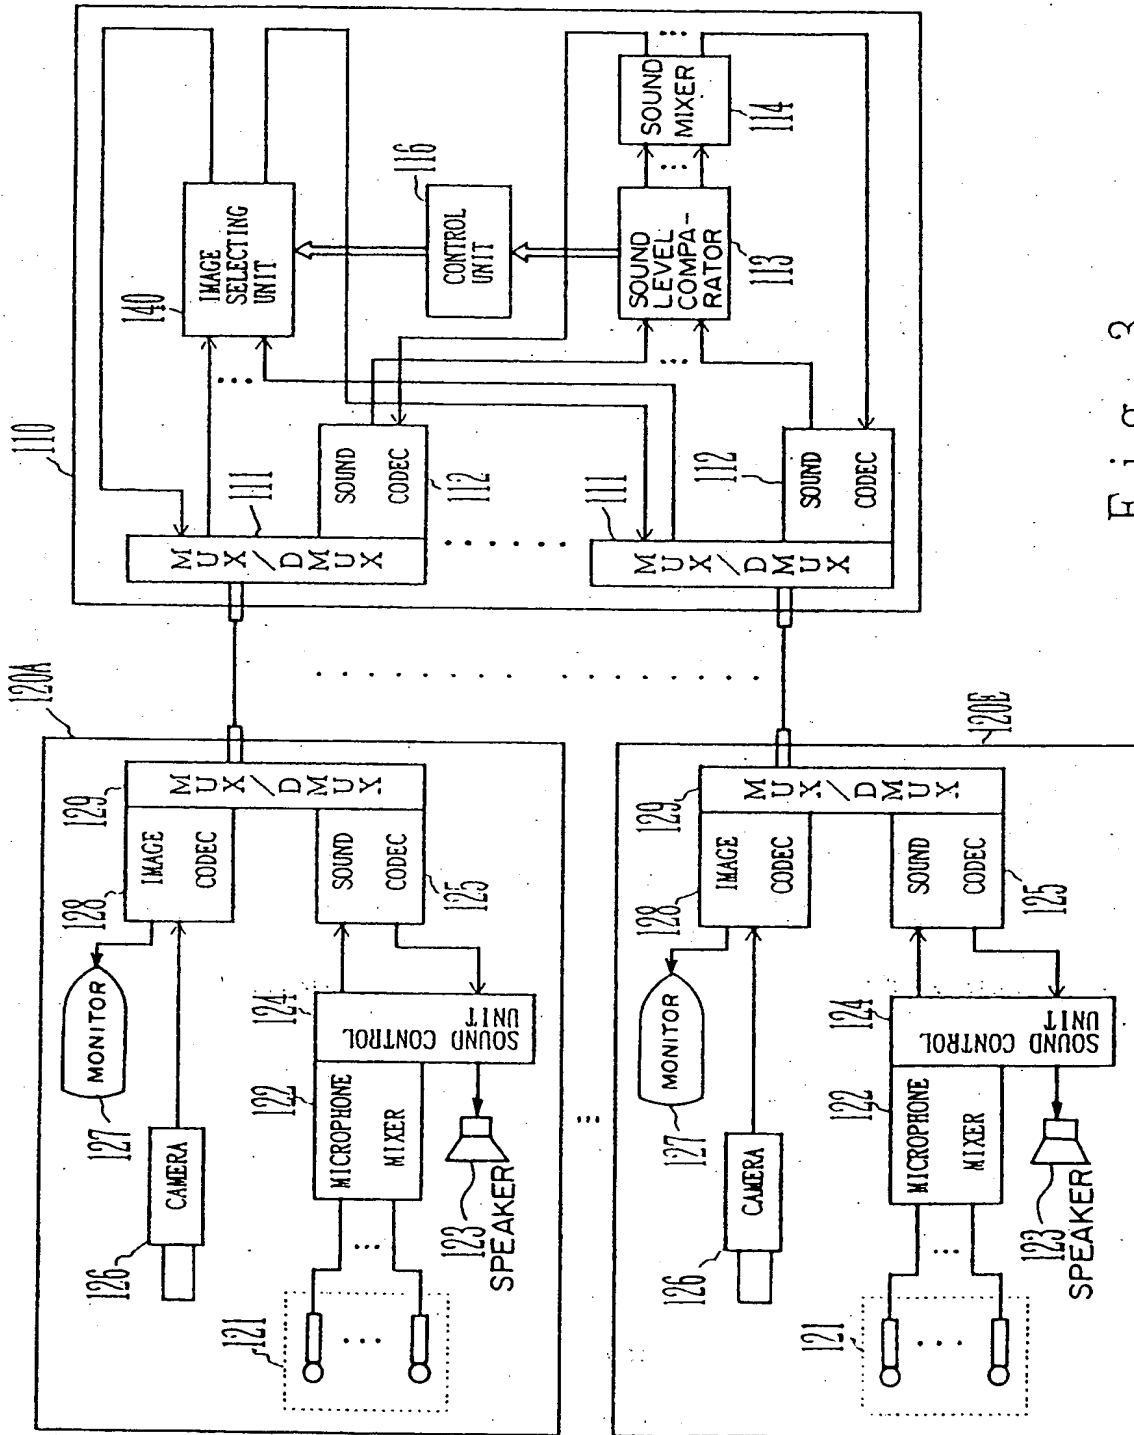 110
140
IMAGE
SELECTING
UNIT
116
CONTROL
UNIT
SOUND
LEVEL
COMPA-
RATOR
113
SOUND
MIXER
114
MUX/DMUX
111
SOUND
CODEC
112
MUX/DMUX
111
SOUND
CODEC
112
120A
MUX/DMUX
129
IMAGE
CODEC
128
SOUND
CODEC
125
MONITOR
127
CAMERA
126
SOUND CONTROL
UNIT
124
MICROPHONE
MIXER
122
123
SPEAKER
121
120E
MUX/DMUX
129
IMAGE
CODEC
128
SOUND
CODEC
125
MONITOR
127
CAMERA
126
SOUND CONTROL
UNIT
124
MICROPHONE
MIXER
122
123
SPEAKER
121
Fig. 3